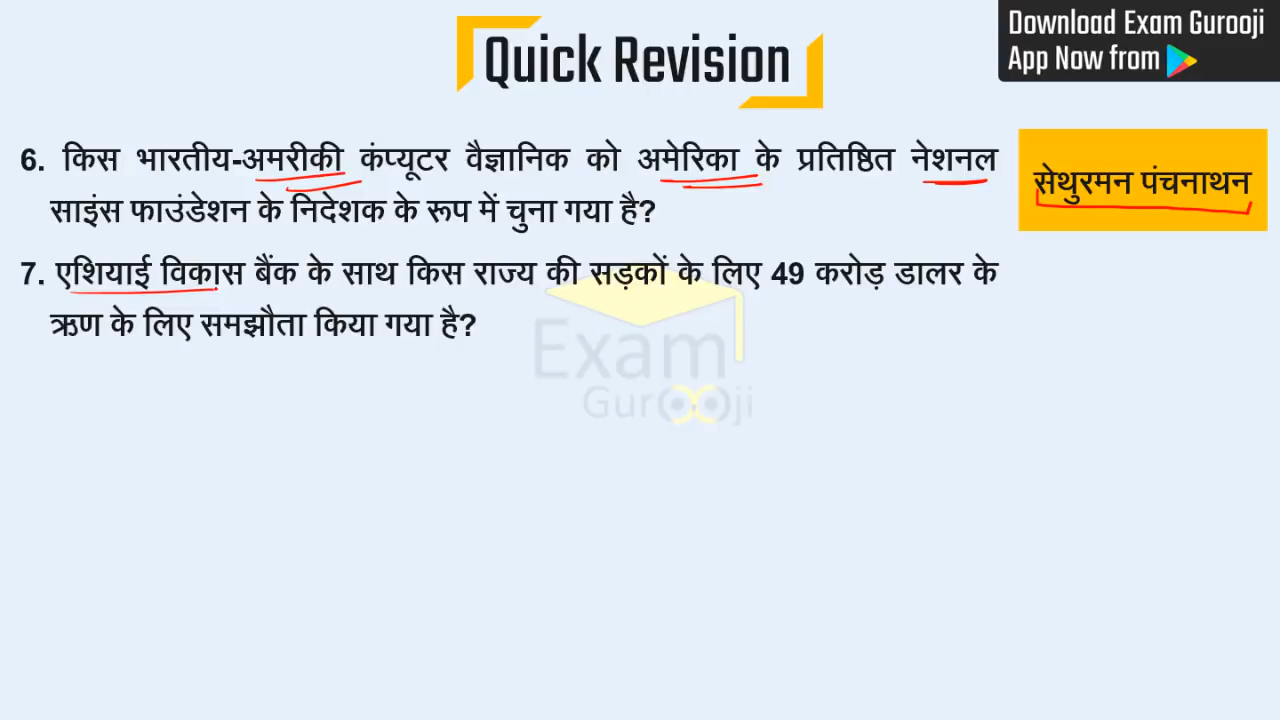 Quick Revision
Download Exam Gurooji
App Now from
6. किस भारतीय-अमरीकी कंप्यूटर वैज्ञानिक को अमेरिका के प्रतिष्ठित नेशनल
साइंस फाउंडेशन के निदेशक के रूप में चुना गया है?
सेथुरमन पंचनाथन
7. एशियाई विकास बैंक के साथ किस राज्य की सड़कों के लिए 49 करोड़ डालर के
ऋण के लिए समझौता किया गया है?
Exam
Gurooji